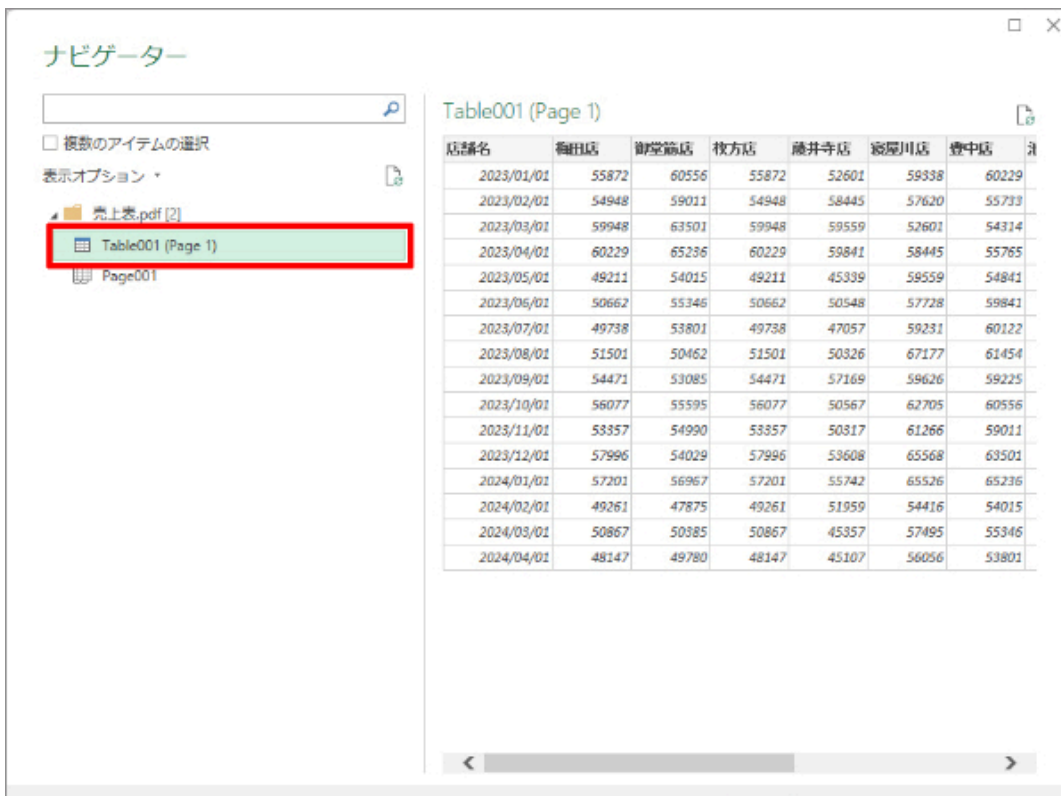 ナビゲーター
複数のアイテムの選択
表示オプション
売上表.pdf [2]
Table001 (Page 1)
Page001
Table001 (Page 1)
店舗名 梅田店 御堂筋店 枚方店 藤井寺店 寝屋川店 豊中店
2023/01/01 55872 60556 55872 52601 59338 60229
2023/02/01 54948 59011 54948 58445 57620 55733
2023/03/01 59948 63501 59948 59559 52601 54314
2023/04/01 60229 65236 60229 59841 58445 55765
2023/05/01 49211 54015 49211 45339 59559 54841
2023/06/01 50662 55346 50662 50548 57728 59841
2023/07/01 49738 53801 49738 47057 59231 60122
2023/08/01 51501 50462 51501 50326 67177 61454
2023/09/01 54471 53085 54471 57169 59626 59225
2023/10/01 56077 55595 56077 50567 62705 60556
2023/11/01 53357 54990 53357 50317 61266 59011
2023/12/01 57996 54029 57996 53608 65568 63501
2024/01/01 57201 56967 57201 55742 65526 65236
2024/02/01 49261 47875 49261 51959 54416 54015
2024/03/01 50867 50385 50867 45357 57495 55346
2024/04/01 48147 49780 48147 45107 56056 53801